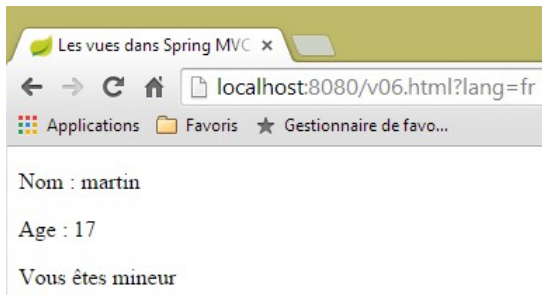 Les vues dans Spring MVC
localhost:8080/v06.html?lang=fr
Applications Favoris Gestionnaire de favo...
Nom : martin
Age : 17
Vous êtes mineur